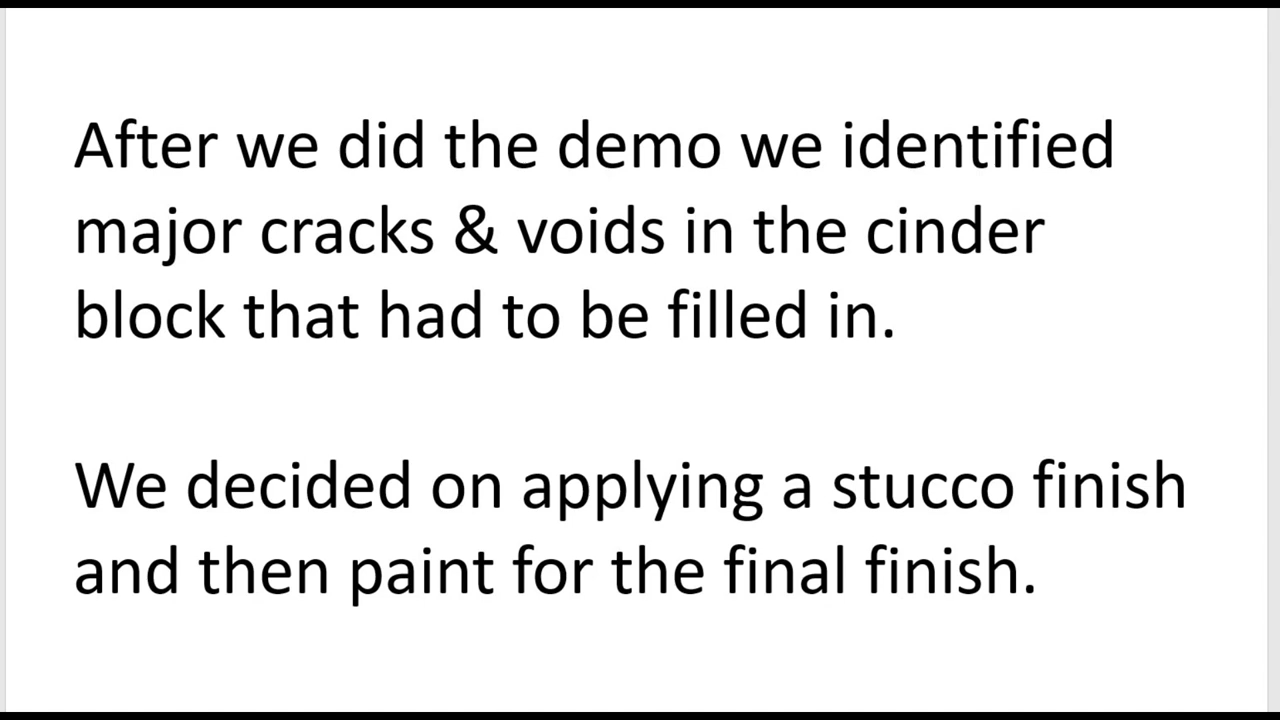 After we did the demo we identified
major cracks & voids in the cinder
block that had to be filled in.
We decided on applying a stucco finish
and then paint for the final finish.